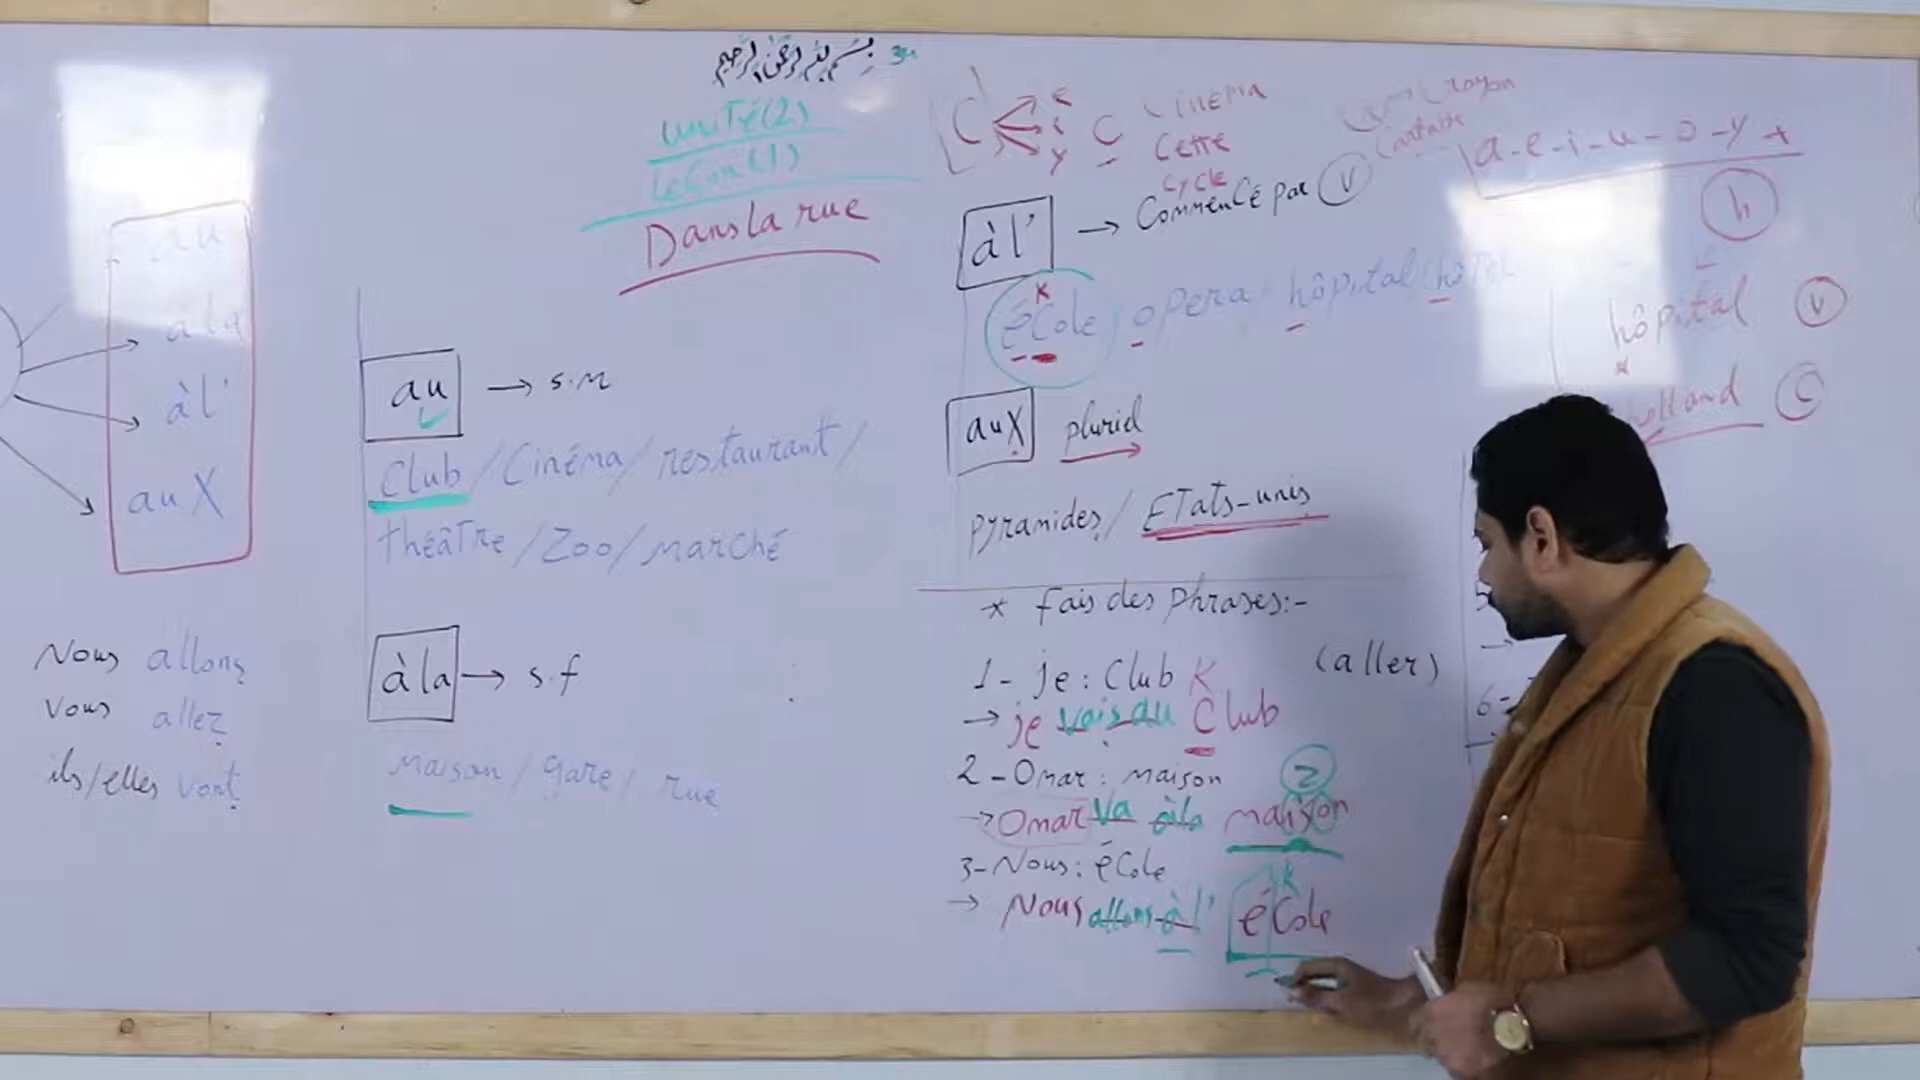 بسم الله الرحمن الرحيم
Unité(2)
Leçon(1)
Dans la rue
au
à la
à l'
auX
Nous allons
Vous allez
ils/elles vont
au → s.m
Club / Cinéma / restaurant /
théâtre / Zoo / marché
à la → s.f
maison / gare / rue
C e i y C Cinéma
Cette
Cycle
crayon
a-e-i-u-o-y +
h
à l' → Commencé par V
K
école / opera / hôpital / hôtel
hôpital V
holland C
auX pluriel
pyramides / ETats-unis
* Fais des Phrases:-
(aller)
1- je : Club K
→ je vais au Club
2 - Omar : maison Z
→ Omar va à la maison
3- Nous : éCole
K
→ Nous allons à l' éCole
6-